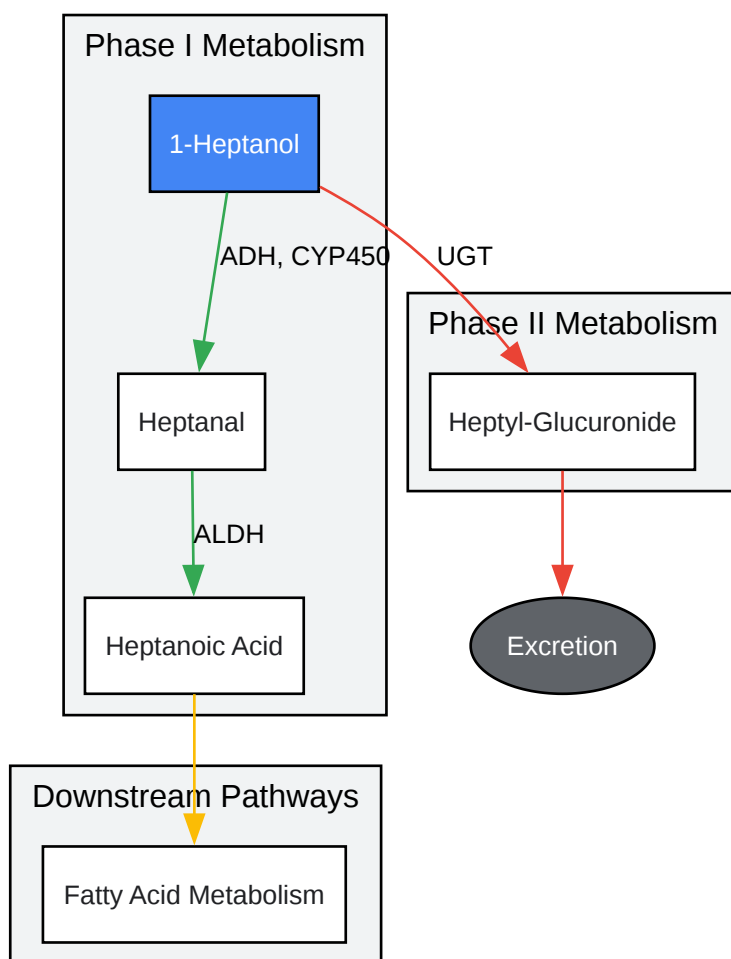 Phase I Metabolism
1-Heptanol
ADH, CYP450
UGT
Phase II Metabolism
Heptanal
Heptyl-Glucuronide
ALDH
Heptanoic Acid
Excretion
Downstream Pathways
Fatty Acid Metabolism